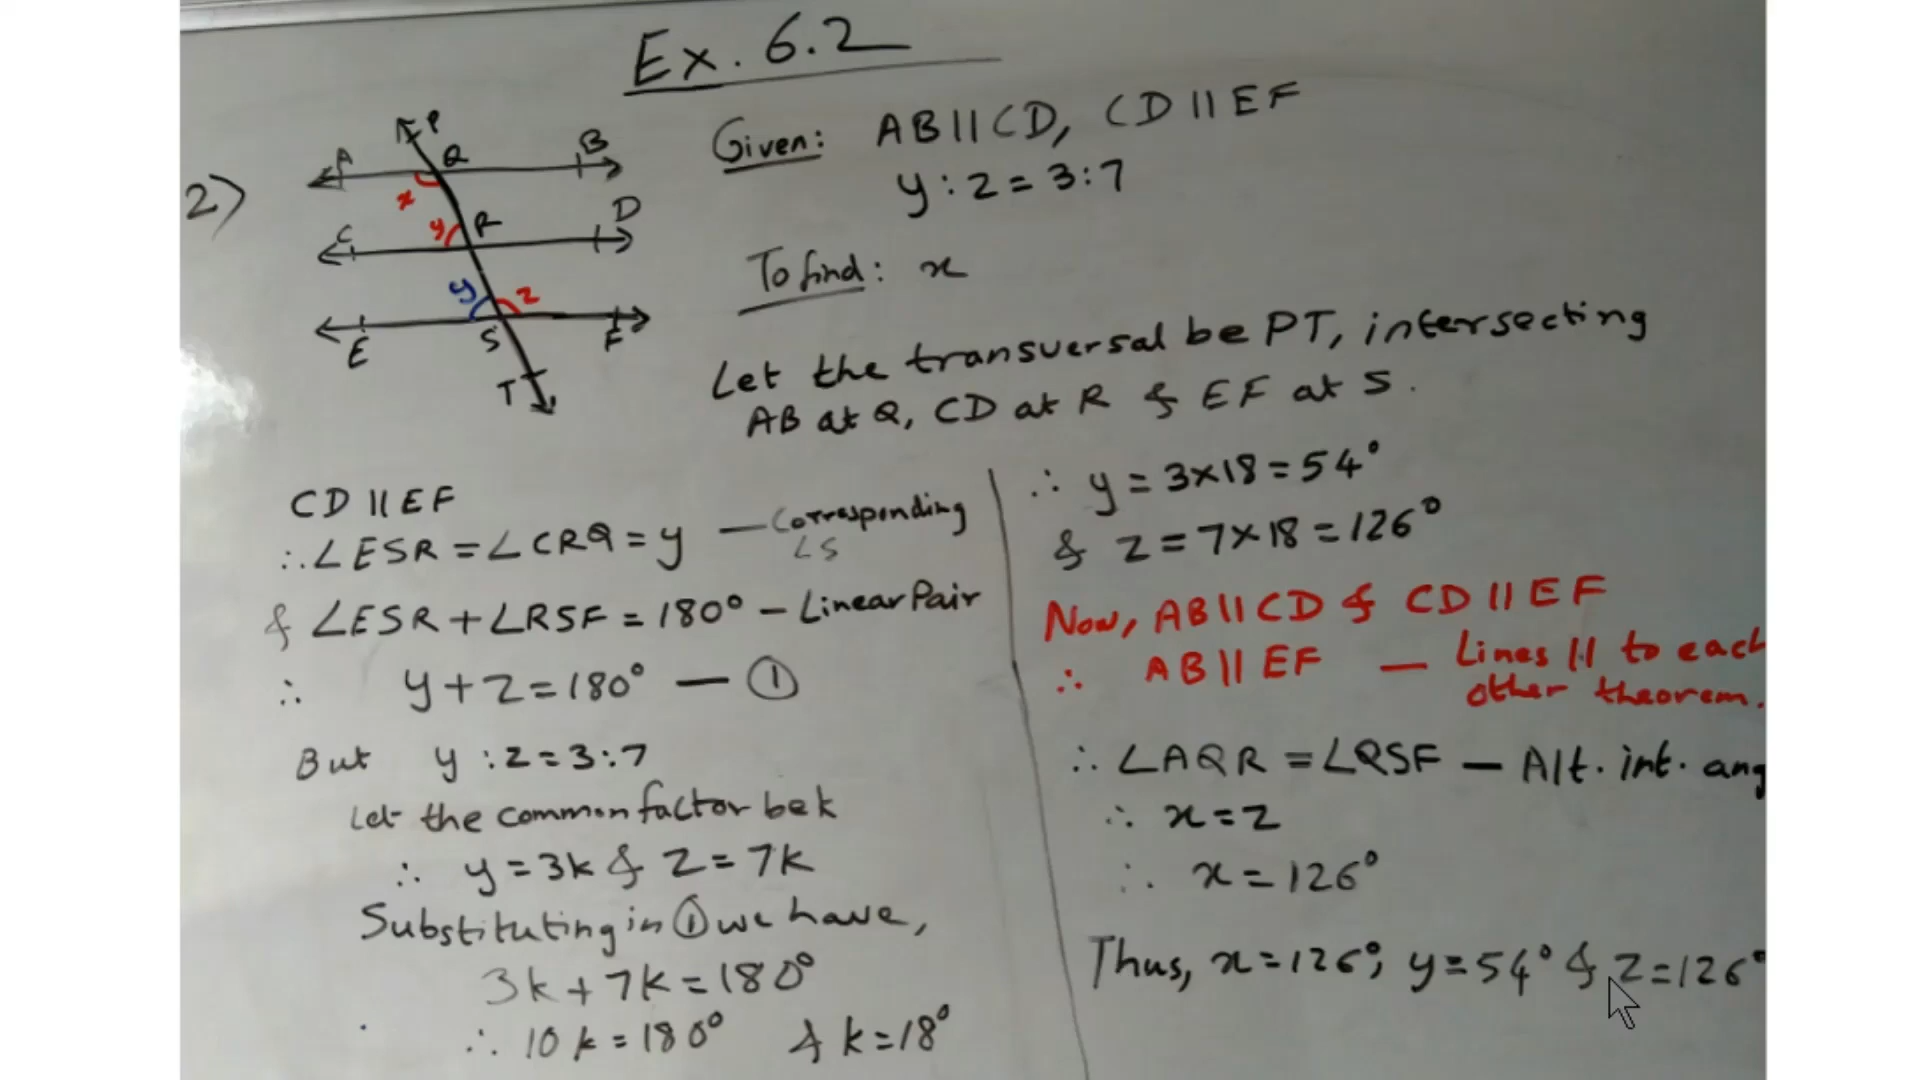 Ex. 6.2
2)
P
A
Q
B
x
y
R
C
D
y
z
E
S
F
T
Given: AB||CD, CD||EF
y:z=3:7
To find: x
Let the transversal be PT, intersecting
AB at Q, CD at R & EF at S.
CD||EF
∴∠ESR=∠CRQ=y — Corresponding
∠S
& ∠ESR+∠RSF=180° – Linear Pair
∴ y+z=180° — ①
But y:z=3:7
Let the common factor be k
∴ y=3k & z=7k
Substituting in ① we have,
3k+7k=180°
∴ 10k=180° & k=18°
∴ y=3×18=54°
& z=7×18=126°
Now, AB||CD & CD||EF
∴ AB||EF — Lines || to each
other theorem.
∴ ∠AQR=∠QSF — Alt. int. ang
∴ x=z
∴ x=126°
Thus, x=126°, y=54° & z=126°